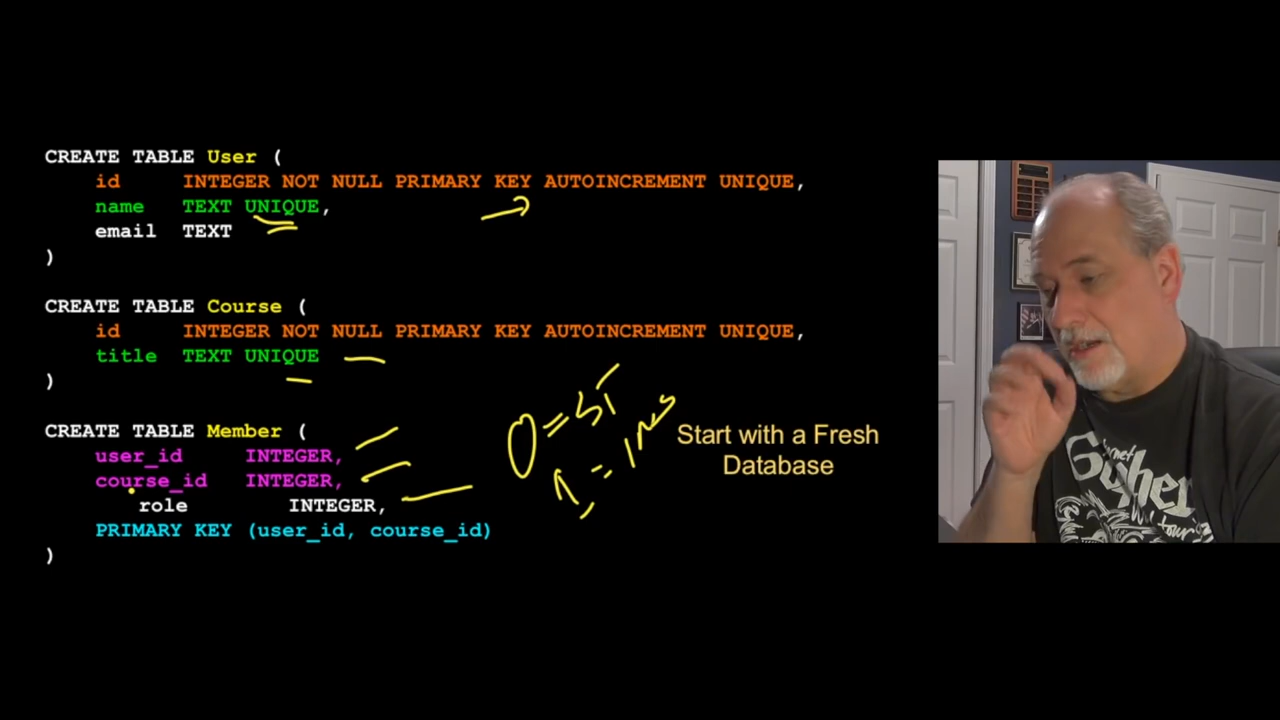 CREATE TABLE User (
id INTEGER NOT NULL PRIMARY KEY AUTOINCREMENT UNIQUE,
name TEXT UNIQUE,
email TEXT
)
CREATE TABLE Course (
id INTEGER NOT NULL PRIMARY KEY AUTOINCREMENT UNIQUE,
title TEXT UNIQUE
)
CREATE TABLE Member (
user_id INTEGER,
course_id INTEGER,
role INTEGER,
PRIMARY KEY (user_id, course_id)
)
0 = ST
1 - Ins
Start with a Fresh
Database
Gopher
tour